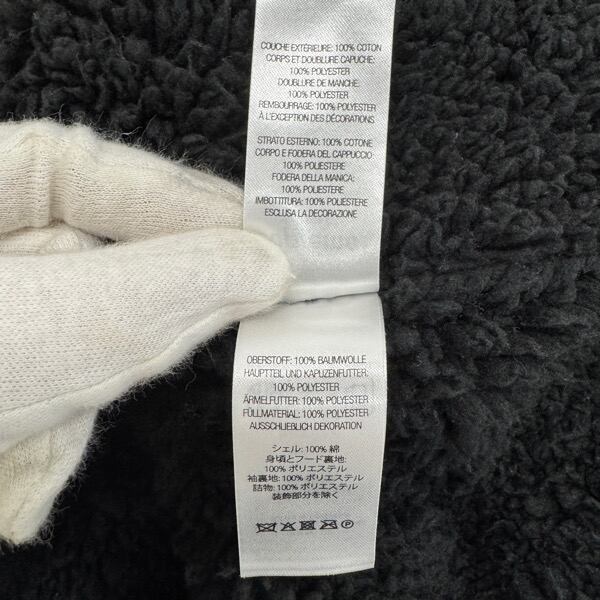 COUCHE EXTÉRIEURE: 100% COTON
CORPS ET DOUBLURE CAPUCHE:
100% POLYESTER
DOUBLURE DE MANCHE:
100% POLYESTER
REMBOURRAGE: 100% POLYESTER
À L'EXCEPTION DES DÉCORATIONS
STRATO ESTERNO: 100% COTONE
CORPO E FODERA DEL CAPPUCCIO
100% POLIESTERE
FODERA DELLA MANICA:
100% POLIESTERE
IMBOTTITURA: 100% POLIESTERE
ESCLUSA LA DECORAZIONE
OBERSTOFF: 100% BAUMWOLLE
HAUPTTEIL UND KAPUZENFUTTER:
100% POLYESTER
ÄRMELFUTTER: 100% POLYESTER
FÜLLMATERIAL: 100% POLYESTER
AUSSCHLIEBLICH DEKORATION
シェル: 100% 綿
身頃とフード裏地:
100% ポリエステル
袖裏地: 100% ポリエステル
詰物: 100% ポリエステル
装飾部分を除く